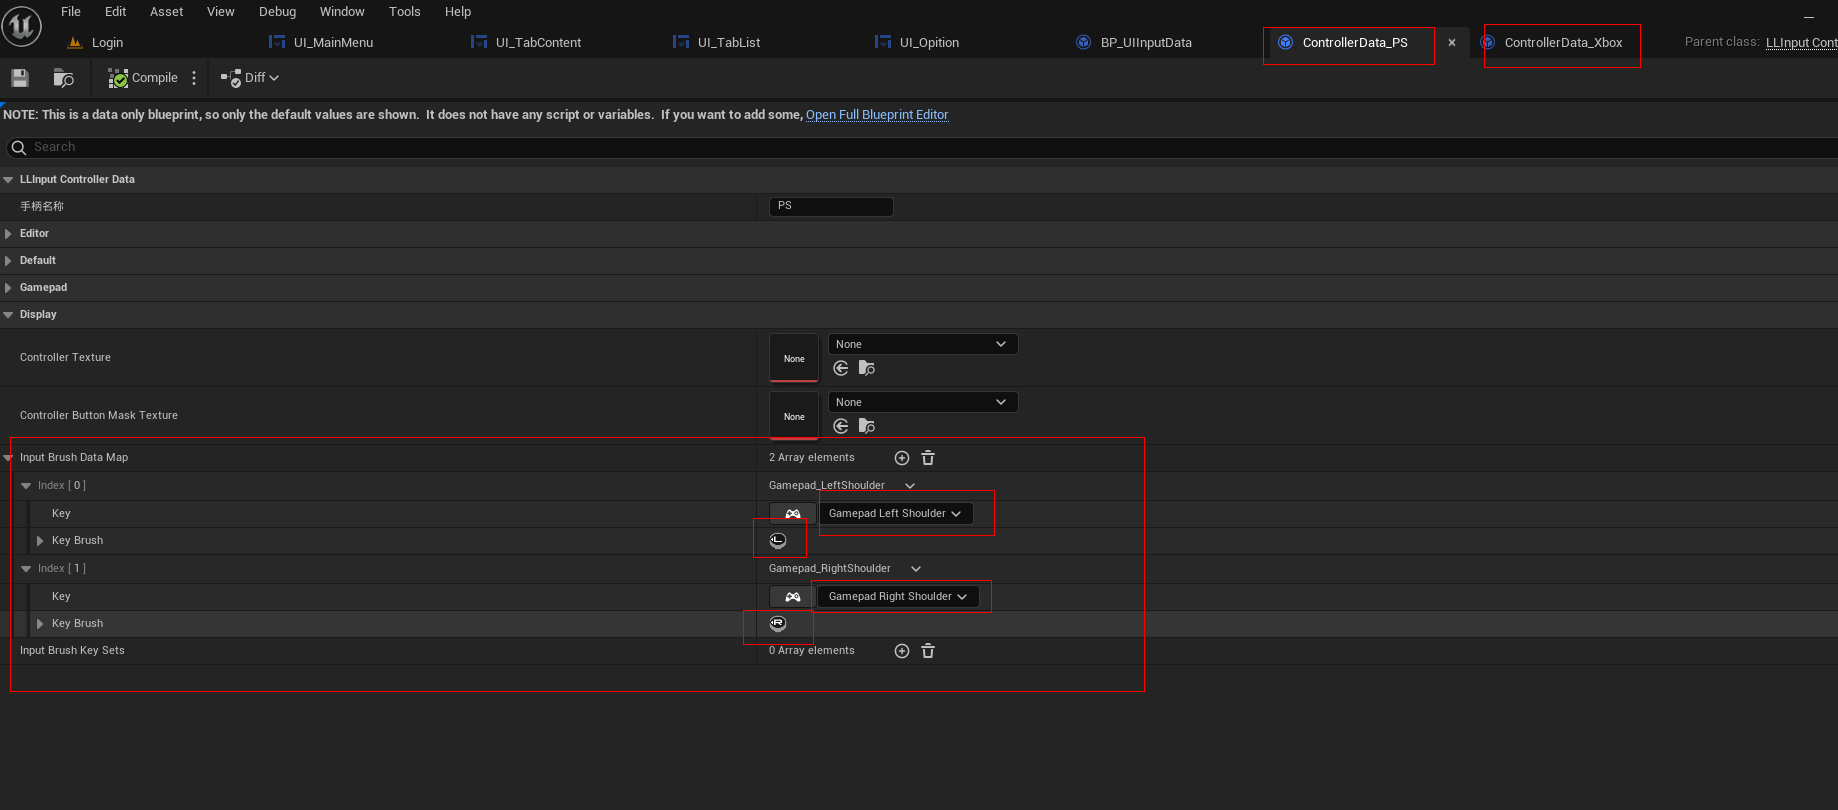 File Edit Asset View Debug Window Tools Help
Login UI_MainMenu UI_TabContent UI_TabList UI_Opition BP_UIInputData ControllerData_PS ControllerData_Xbox Parent class: LLInput Cont
Compile Diff
NOTE: This is a data only blueprint, so only the default values are shown. It does not have any script or variables. If you want to add some, Open Full Blueprint Editor
Search
LLInput Controller Data
手柄名称 PS
Editor
Default
Gamepad
Display
Controller Texture None None
Controller Button Mask Texture None None
Input Brush Data Map 2 Array elements
Index [ 0 ] Gamepad_LeftShoulder
Key Gamepad Left Shoulder
Key Brush L
Index [ 1 ] Gamepad_RightShoulder
Key Gamepad Right Shoulder
Key Brush R
Input Brush Key Sets 0 Array elements